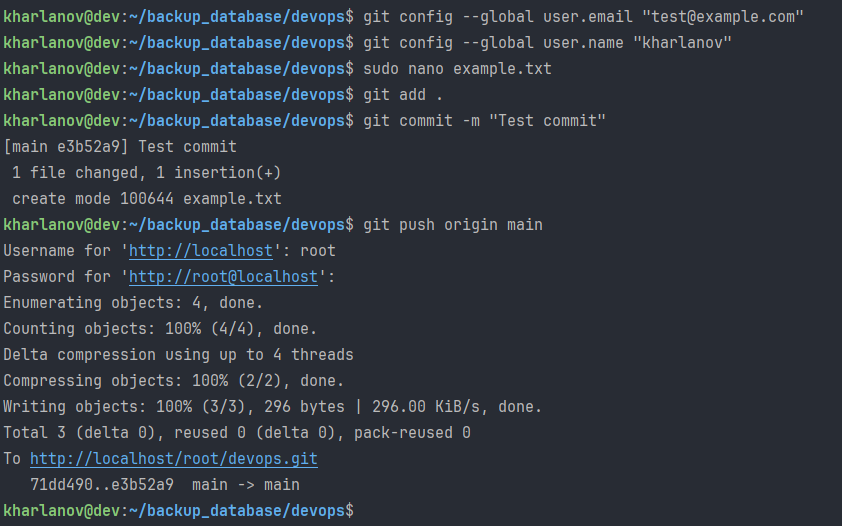 kharlanov@dev:~/backup_database/devops$ git config --global user.email "test@example.com"
kharlanov@dev:~/backup_database/devops$ git config --global user.name "kharlanov"
kharlanov@dev:~/backup_database/devops$ sudo nano example.txt
kharlanov@dev:~/backup_database/devops$ git add .
kharlanov@dev:~/backup_database/devops$ git commit -m "Test commit"
[main e3b52a9] Test commit
 1 file changed, 1 insertion(+)
 create mode 100644 example.txt
kharlanov@dev:~/backup_database/devops$ git push origin main
Username for 'http://localhost': root
Password for 'http://root@localhost':
Enumerating objects: 4, done.
Counting objects: 100% (4/4), done.
Delta compression using up to 4 threads
Compressing objects: 100% (2/2), done.
Writing objects: 100% (3/3), 296 bytes | 296.00 KiB/s, done.
Total 3 (delta 0), reused 0 (delta 0), pack-reused 0
To http://localhost/root/devops.git
   71dd490..e3b52a9  main -> main
kharlanov@dev:~/backup_database/devops$